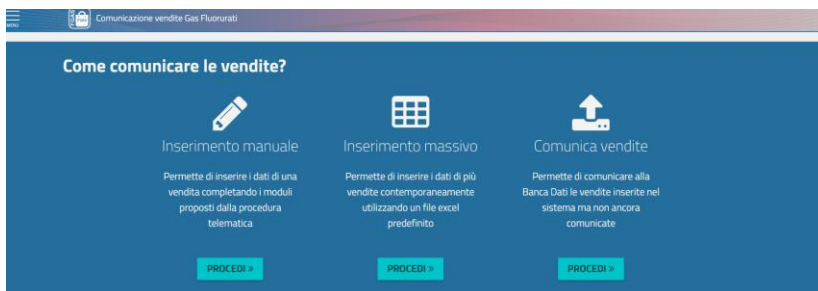 MENU
FGAS
Comunicazione vendite Gas Fluorurati
Come comunicare le vendite?
Inserimento manuale
Permette di inserire i dati di una
vendita completando i moduli
proposti dalla procedura
telematica
PROCEDI »
Inserimento massivo
Permette di inserire i dati di più
vendite contemporaneamente
utilizzando un file excel
predefinito
PROCEDI »
Comunica vendite
Permette di comunicare alla
Banca Dati le vendite inserite nel
sistema ma non ancora
comunicate
PROCEDI »